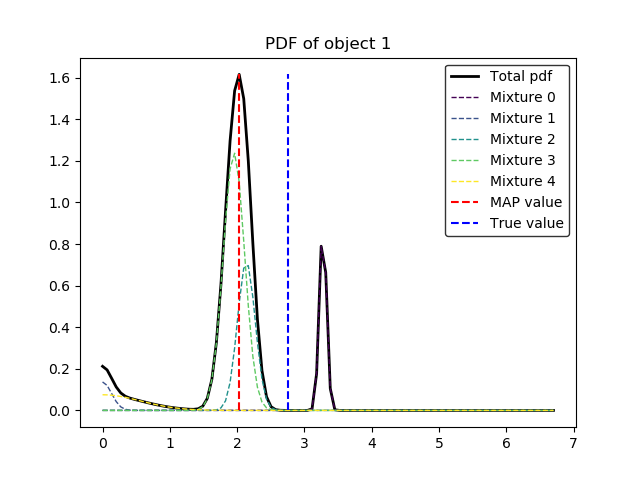 PDF of object 1
Total pdf
Mixture 0
Mixture 1
Mixture 2
Mixture 3
Mixture 4
MAP value
True value
1.6
1.4
1.2
1.0
0.8
0.6
0.4
0.2
0.0
0 1 2 3 4 5 6 7